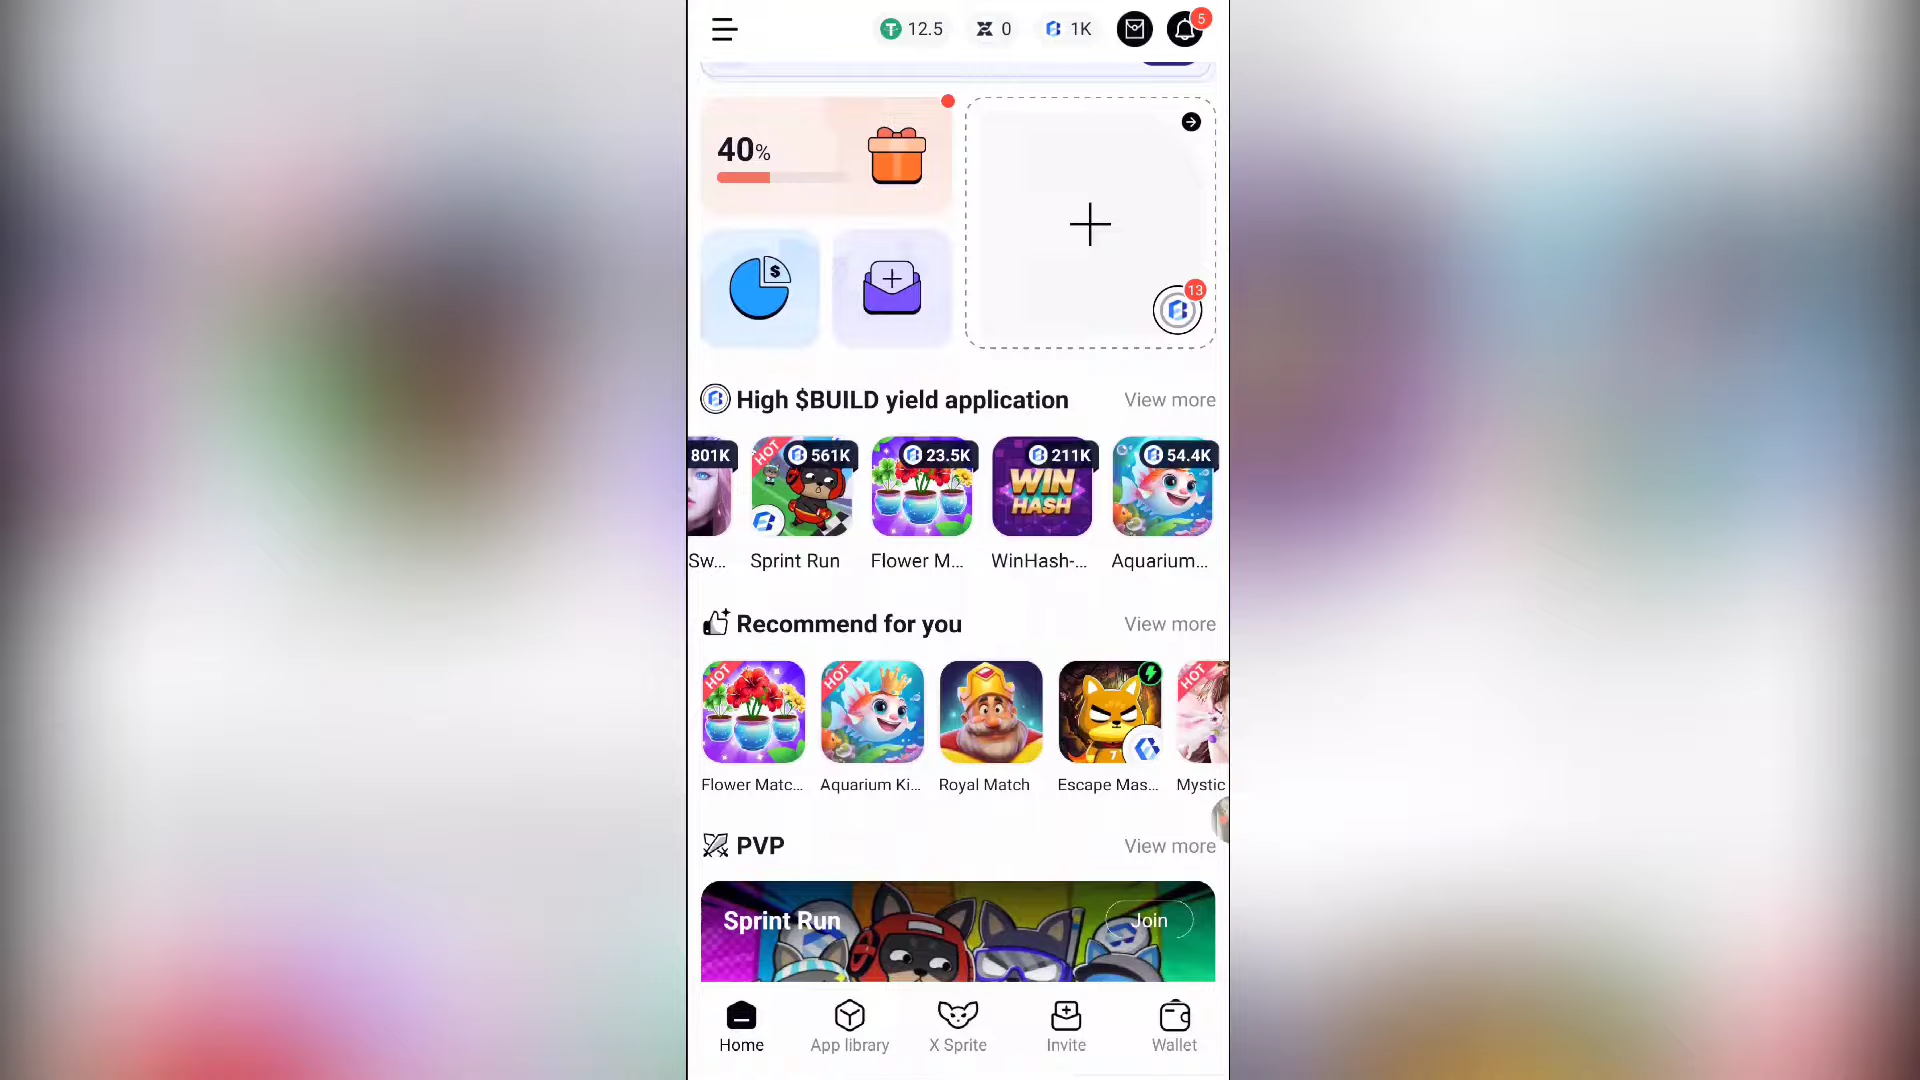 12.5 0 1K 5
40%
$
13
High $BUILD yield application View more
801K HOT 561K 23.5K 211K 54.4K
WIN
HASH
Sw... Sprint Run Flower M... WinHash-... Aquarium...
Recommend for you View more
HOT HOT HOT
Flower Matc... Aquarium Ki... Royal Match Escape Mas... Mystic
PVP View more
Sprint Run Join
Home App library X Sprite Invite Wallet